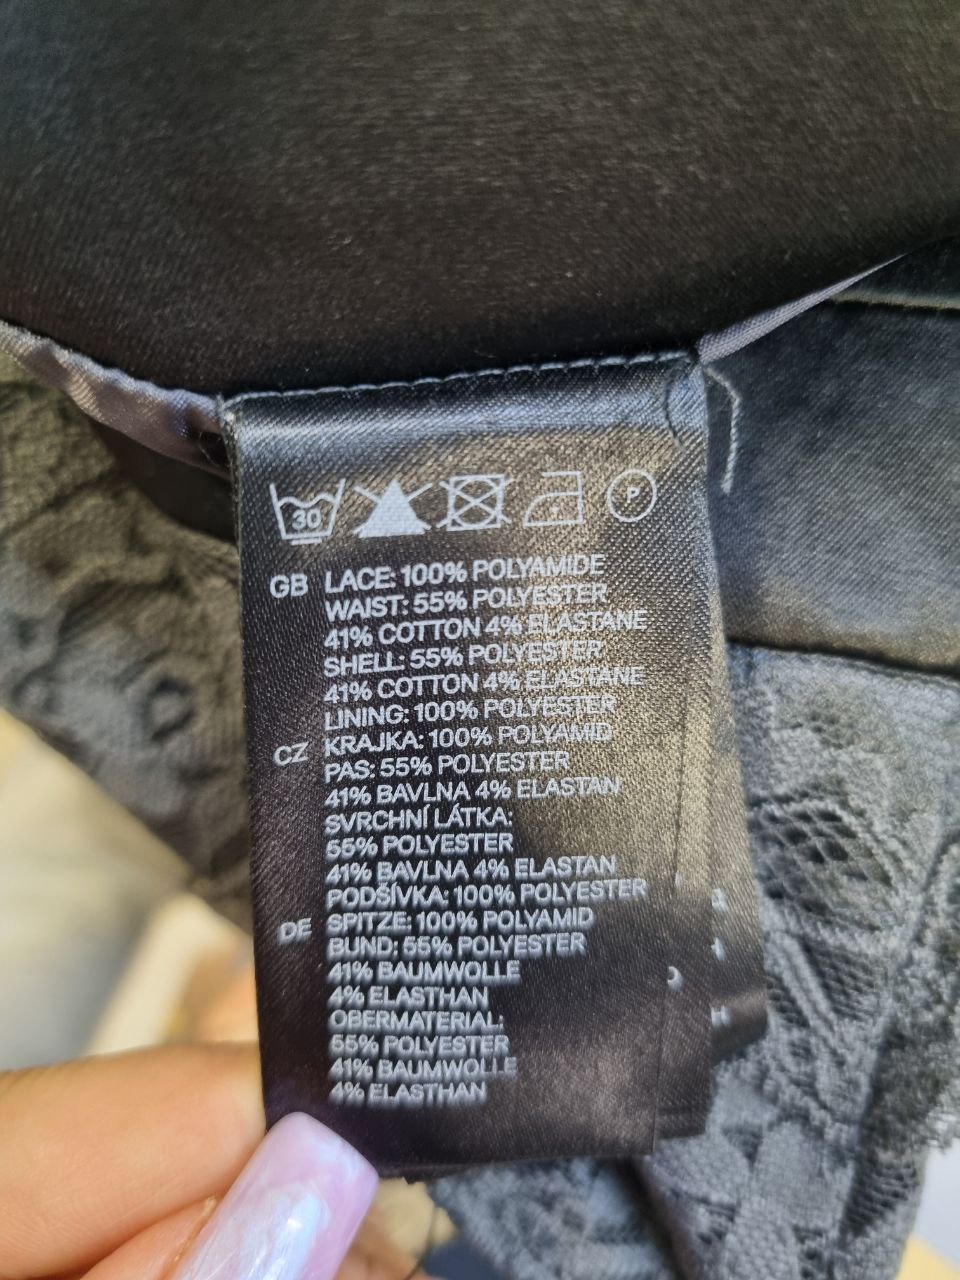 30 P
GB LACE: 100% POLYAMIDE
WAIST: 55% POLYESTER
41% COTTON 4% ELASTANE
SHELL: 55% POLYESTER
41% COTTON 4% ELASTANE
LINING: 100% POLYESTER
CZ KRAJKA: 100% POLYAMID
PAS: 55% POLYESTER
41% BAVLNA 4% ELASTAN
SVRCHNÍ LÁTKA:
55% POLYESTER
41% BAVLNA 4% ELASTAN
PODŠÍVKA: 100% POLYESTER
DE SPITZE: 100% POLYAMID
BUND: 55% POLYESTER
41% BAUMWOLLE
4% ELASTHAN
OBERMATERIAL:
55% POLYESTER
41% BAUMWOLLE
4% ELASTHAN